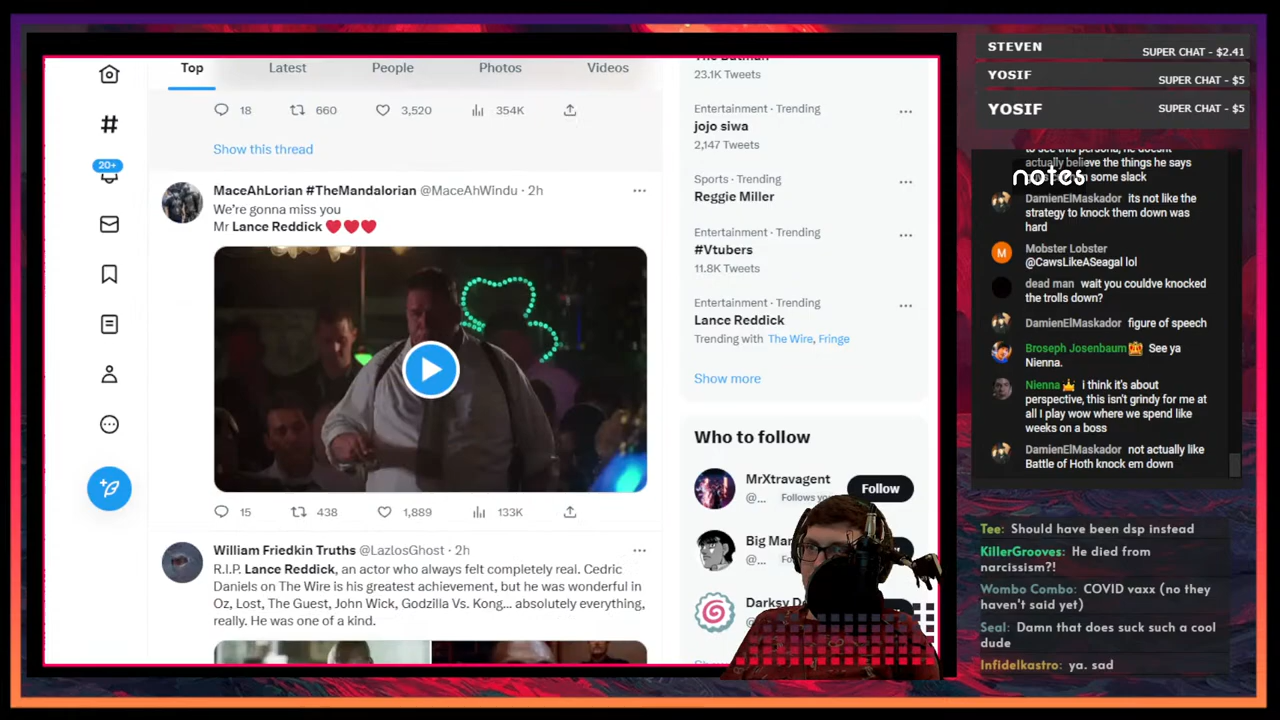 Top
Latest
People
Photos
Videos
18
660
3,520
354K
Show this thread
20+
MaceAhLorian #TheMandalorian @MaceAhWindu · 2h
We're gonna miss you
Mr Lance Reddick ❤️❤️❤️
15
438
1,889
133K
William Friedkin Truths @LazlosGhost · 2h
R.I.P. Lance Reddick, an actor who always felt completely real. Cedric
Daniels on The Wire is his greatest achievement, but he was wonderful in
Oz, Lost, The Guest, John Wick, Godzilla Vs. Kong... absolutely everything,
really. He was one of a kind.
The Batman
23.1K Tweets
Entertainment · Trending
jojo siwa
2,147 Tweets
Sports · Trending
Reggie Miller
Entertainment · Trending
#Vtubers
11.8K Tweets
Entertainment · Trending
Lance Reddick
Trending with The Wire, Fringe
Show more
Who to follow
MrXtravagent
@... Follows you
Follow
Big Mar
@...
Darksy D
@...
STEVEN
SUPER CHAT - $2.41
YOSIF
SUPER CHAT - $5
YOSIF
SUPER CHAT - $5
to see this persona, he doesnt
actually believe the things he says
some slack
notes
DamienElMaskador its not like the
strategy to knock them down was
hard
M
Mobster Lobster
@CawsLikeASeagal lol
dead man wait you couldve knocked
the trolls down?
DamienElMaskador figure of speech
Broseph Josenbaum See ya
Nienna.
Nienna i think it's about
perspective, this isn't grindy for me at
all I play wow where we spend like
weeks on a boss
DamienElMaskador not actually like
Battle of Hoth knock em down
Tee: Should have been dsp instead
KillerGrooves: He died from
narcissism?!
Wombo Combo: COVID vaxx (no they
haven't said yet)
Seal: Damn that does suck such a cool
dude
Infidelkastro: ya. sad